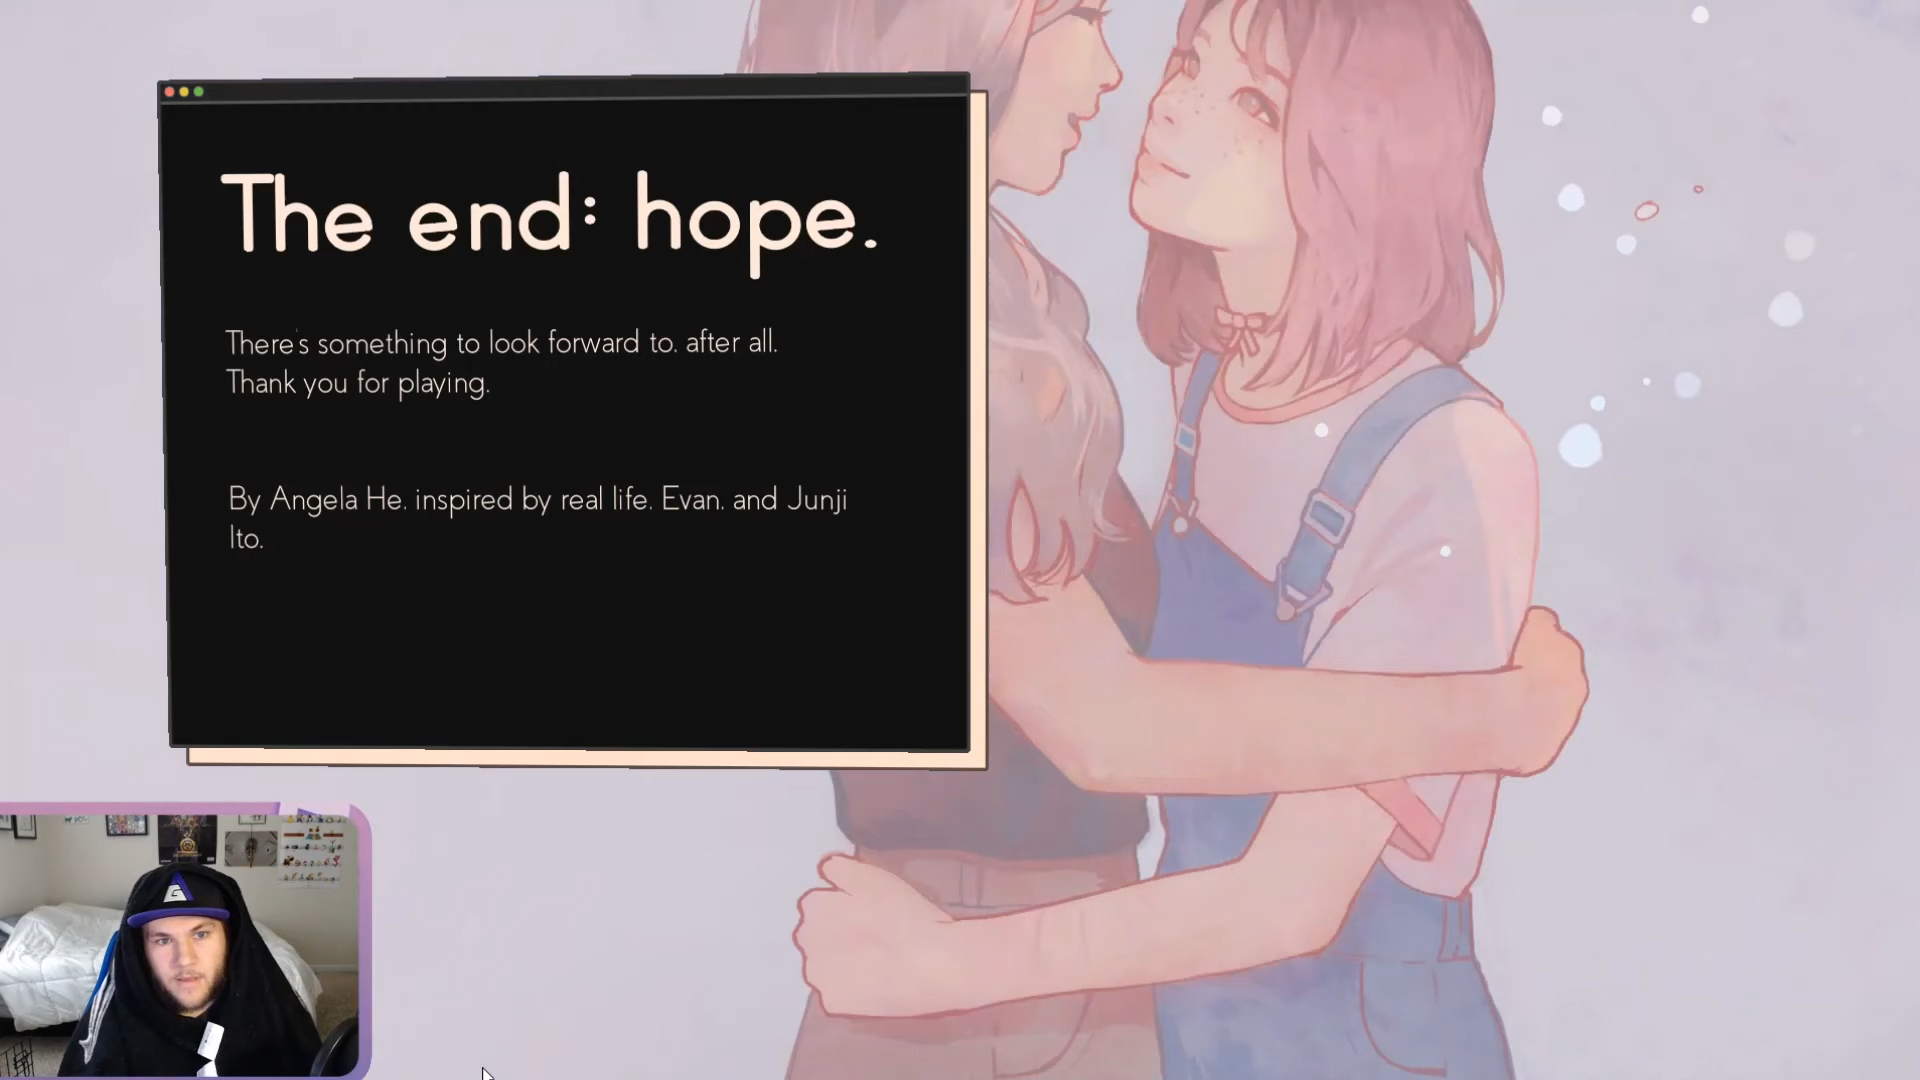 The end: hope.
There's something to look forward to. after all.
Thank you for playing.
By Angela He. inspired by real life. Evan. and Junji
Ito.